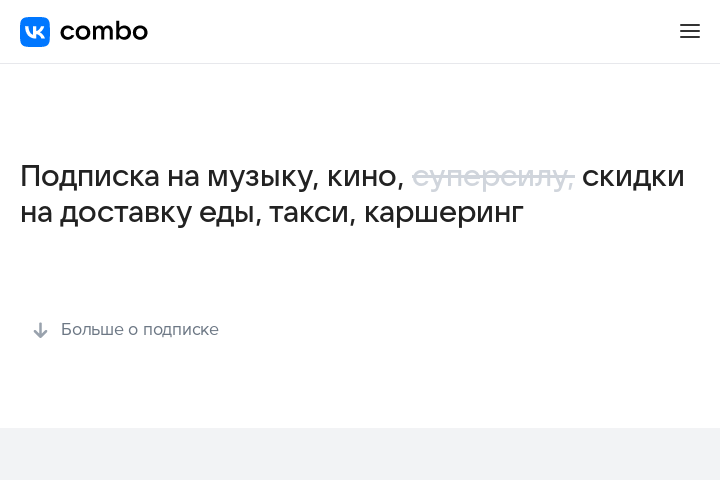 VK combo
Подписка на музыку, кино, суперсилу, скидки
на доставку еды, такси, каршеринг
Больше о подписке